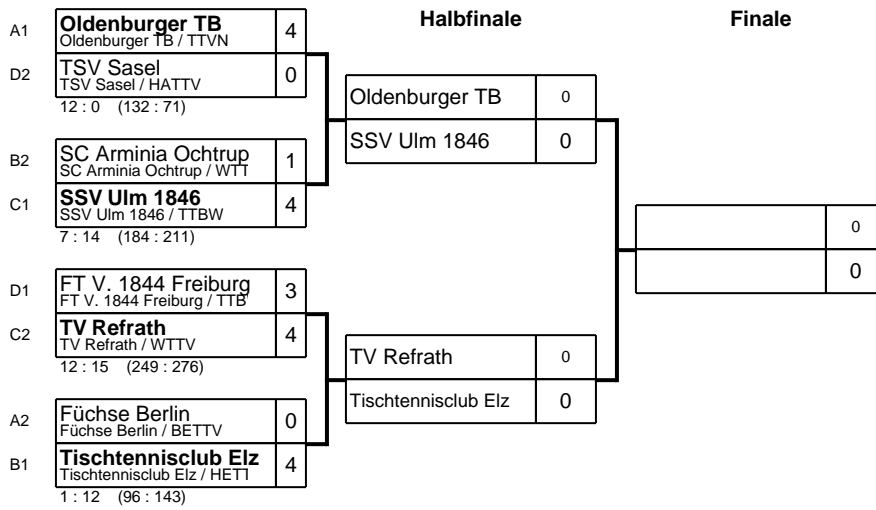 Halbfinale
Finale
A1 Oldenburger TB 4
Oldenburger TB / TTVN
D2 TSV Sasel 0
TSV Sasel / HATTV
12 : 0 (132 : 71)
Oldenburger TB 0
SSV Ulm 1846 0
B2 SC Arminia Ochtrup 1
SC Arminia Ochtrup / WTT
C1 SSV Ulm 1846 4
SSV Ulm 1846 / TTBW
7 : 14 (184 : 211)
0
0
D1 FT V. 1844 Freiburg 3
FT V. 1844 Freiburg / TTB
C2 TV Refrath 4
TV Refrath / WTTV
12 : 15 (249 : 276)
TV Refrath 0
Tischtennisclub Elz 0
A2 Füchse Berlin 0
Füchse Berlin / BETTV
B1 Tischtennisclub Elz 4
Tischtennisclub Elz / HETT
1 : 12 (96 : 143)